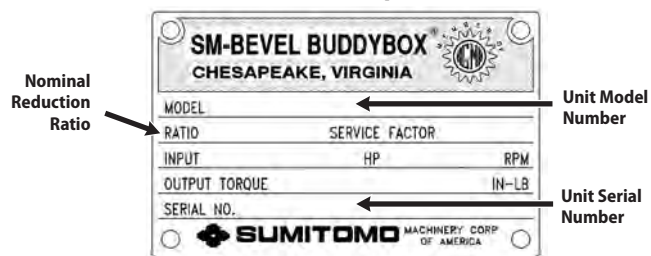 SM-BEVEL BUDDYBOX®
CHESAPEAKE, VIRGINIA
Nominal
Reduction
Ratio
MODEL
Unit Model
Number
RATIO SERVICE FACTOR
INPUT HP RPM
OUTPUT TORQUE IN-LB
SERIAL NO.
Unit Serial
Number
SUMITOMO MACHINERY CORP
OF AMERICA